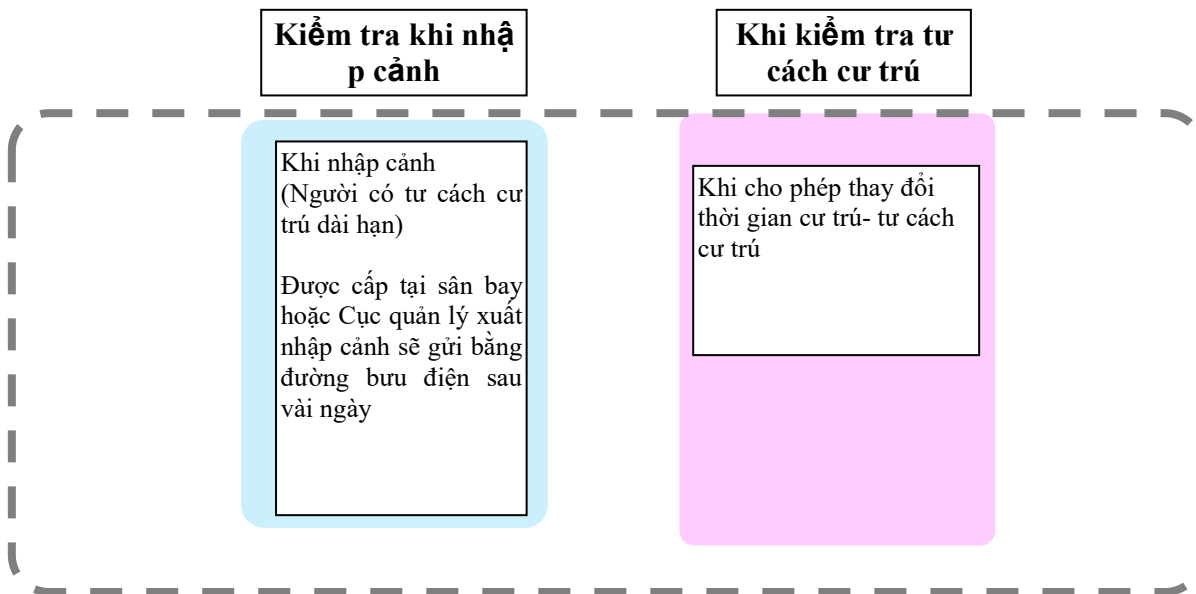 Kiểm tra khi nhậ
p cảnh
Khi kiểm tra tư
cách cư trú
Khi nhập cảnh
(Người có tư cách cư
trú dài hạn)
Được cấp tại sân bay
hoặc Cục quản lý xuất
nhập cảnh sẽ gửi bằng
đường bưu điện sau
vài ngày
Khi cho phép thay đổi
thời gian cư trú- tư cách
cư trú